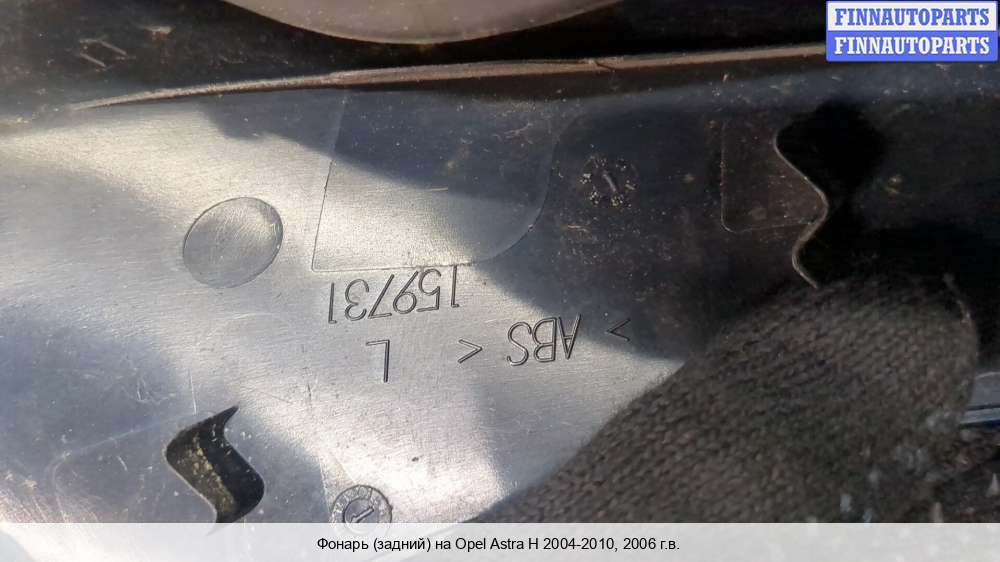 FINNAUTOPARTS
FINNAUTOPARTS
159731
> ABS < L
Фонарь (задний) на Opel Astra H 2004-2010, 2006 г.в.